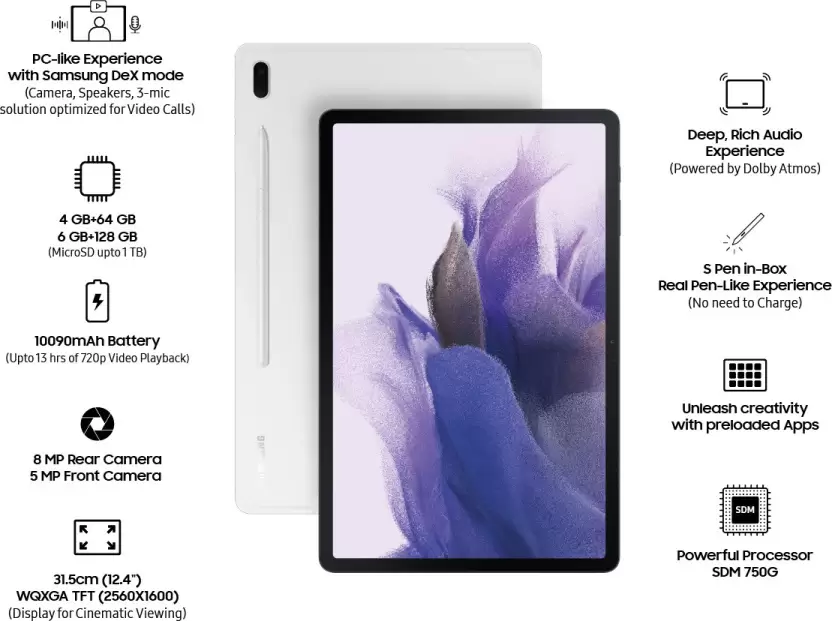 PC-like Experience
with Samsung DeX mode
(Camera, Speakers, 3-mic
solution optimized for Video Calls)
4 GB+64 GB
6 GB+128 GB
(MicroSD upto 1 TB)
10090mAh Battery
(Upto 13 hrs of 720p Video Playback)
8 MP Rear Camera
5 MP Front Camera
31.5cm (12.4")
WQXGA TFT (2560X1600)
(Display for Cinematic Viewing)
SAMSUNG
Deep, Rich Audio
Experience
(Powered by Dolby Atmos)
S Pen in-Box
Real Pen-Like Experience
(No need to Charge)
Unleash creativity
with preloaded Apps
SDM
Powerful Processor
SDM 750G